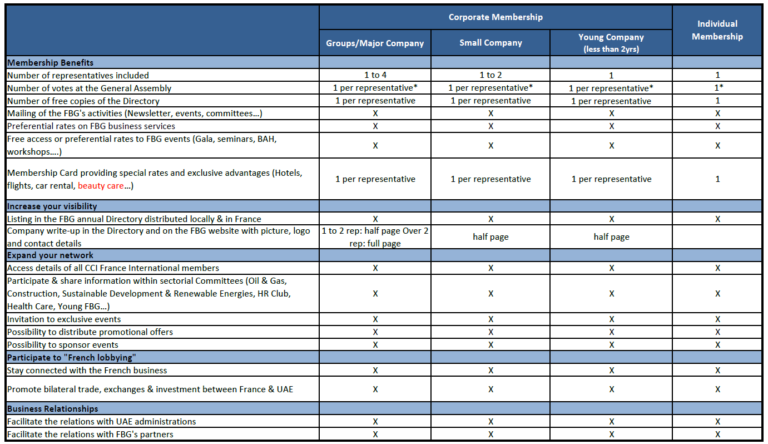 Corporate Membership
Individual Membership
Groups/Major Company
Small Company
Young Company
(less than 2yrs)
Membership Benefits
Number of representatives included 1 to 4 1 to 2 1 1
Number of votes at the General Assembly 1 per representative* 1 per representative* 1 per representative* 1*
Number of free copies of the Directory 1 per representative 1 per representative 1 per representative 1
Mailing of the FBG's activities (Newsletter, events, committees...) X X X X
Preferential rates on FBG business services X X X X
Free access or preferential rates to FBG events (Gala, seminars, BAH,
workshops....) X X X X
Membership Card providing special rates and exclusive advantages (Hotels,
flights, car rental, beauty care...) 1 per representative 1 per representative 1 per representative 1
Increase your visibility
Listing in the FBG annual Directory distributed locally & in France X X X X
Company write-up in the Directory and on the FBG website with picture, logo
and contact details 1 to 2 rep: half page Over 2 rep: full page half page half page
Expand your network
Access details of all CCI France International members X X X X
Participate & share information within sectorial Committees (Oil & Gas,
Construction, Sustainable Development & Renewable Energies, HR Club,
Health Care, Young FBG...) X X X X
Invitation to exclusive events X X X X
Possibility to distribute promotional offers X X X X
Possibility to sponsor events X X X X
Participate to "French lobbying"
Stay connected with the French business X X X X
Promote bilateral trade, exchanges & investment between France & UAE X X X X
Business Relationships
Facilitate the relations with UAE administrations X X X X
Facilitate the relations with FBG's partners X X X X